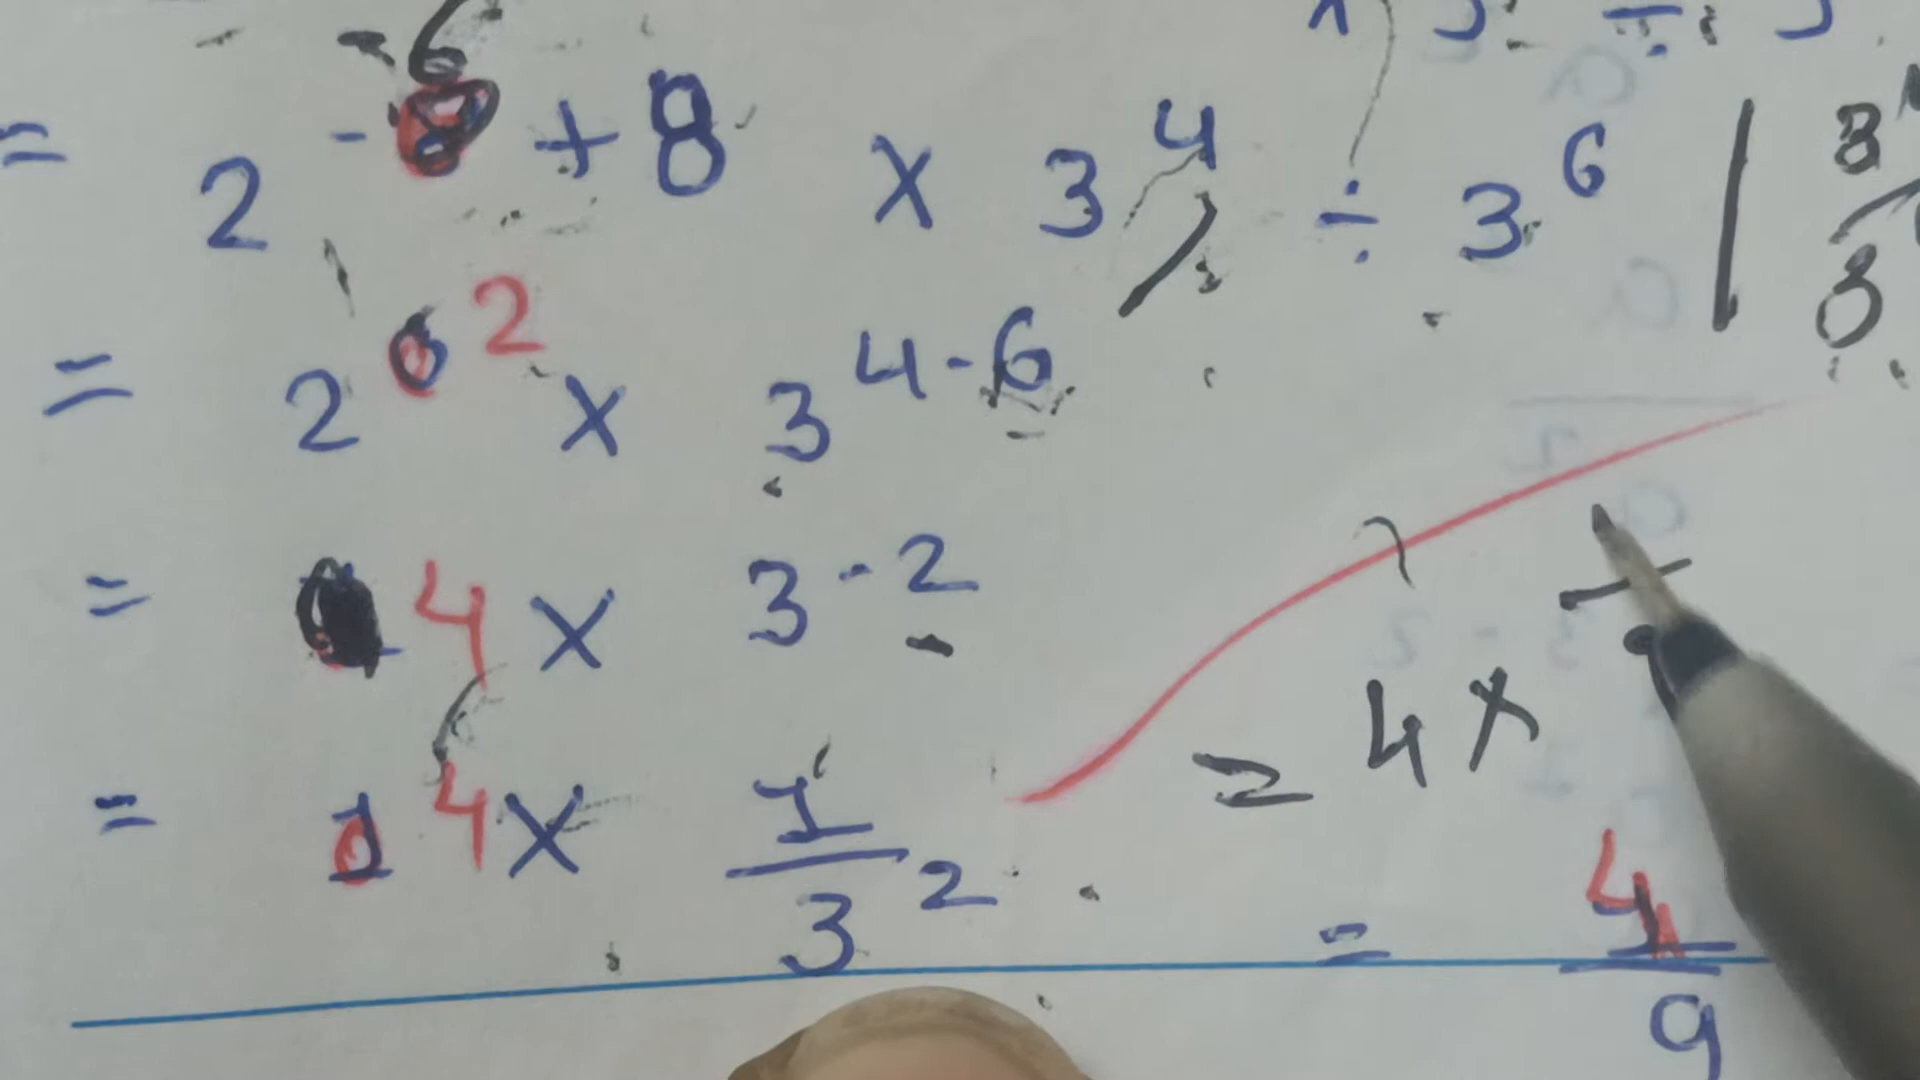 = 2^-6+8 × 3^4 ÷ 3^6
= 2^2 × 3^4-6
= 4 × 3^-2
= 4 × 1/3^2
= 4 ×
= 4/9